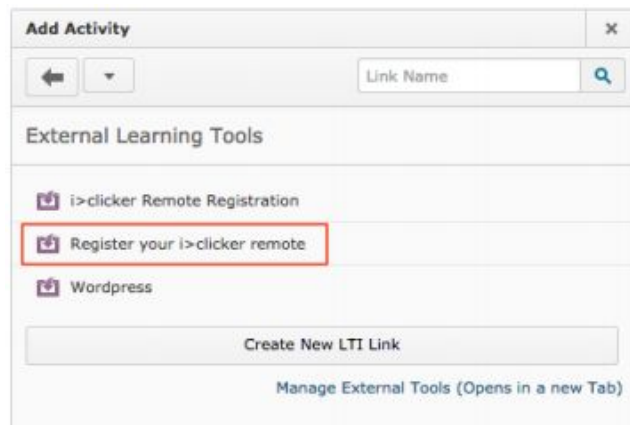 Add Activity
Link Name
External Learning Tools
i>clicker Remote Registration
Register your i>clicker remote
Wordpress
Create New LTI Link
Manage External Tools (Opens in a new Tab)